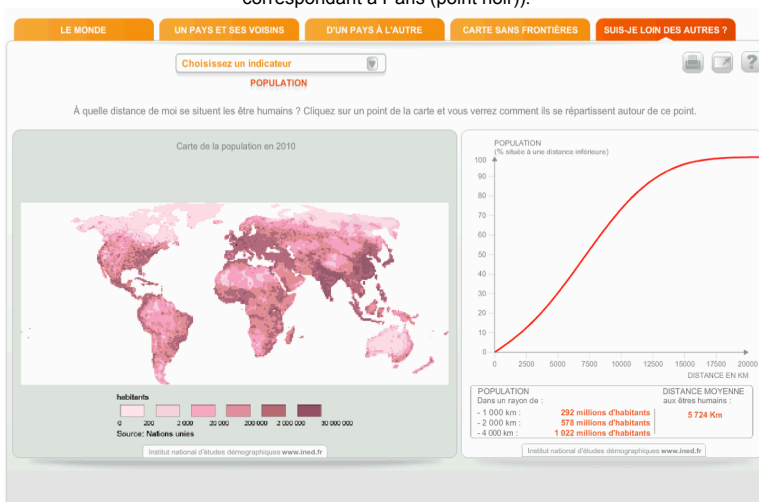 correspondant à Paris (point noir)).
LE MONDE
UN PAYS ET SES VOISINS
D'UN PAYS À L'AUTRE
CARTE SANS FRONTIÈRES
SUIS-JE LOIN DES AUTRES ?
Choisissez un indicateur
?
POPULATION
À quelle distance de moi se situent les être humains ? Cliquez sur un point de la carte et vous verrez comment ils se répartissent autour de ce point.
Carte de la population en 2010
habitants
0 200 2 000 20 000 200 000 2 000 000 30 000 000
Source: Nations unies
Institut national d'études démographiques www.ined.fr
POPULATION
(% située à une distance inférieure)
100
90
80
70
60
50
40
30
20
10
0
0 2500 5000 7500 10000 12500 15000 17500 20000
DISTANCE EN KM
POPULATION
Dans un rayon de :
- 1 000 km : 292 millions d'habitants
- 2 000 km : 578 millions d'habitants
- 4 000 km : 1 022 millions d'habitants
DISTANCE MOYENNE
aux êtres humains :
5 724 Km
Institut national d'études démographiques www.ined.fr